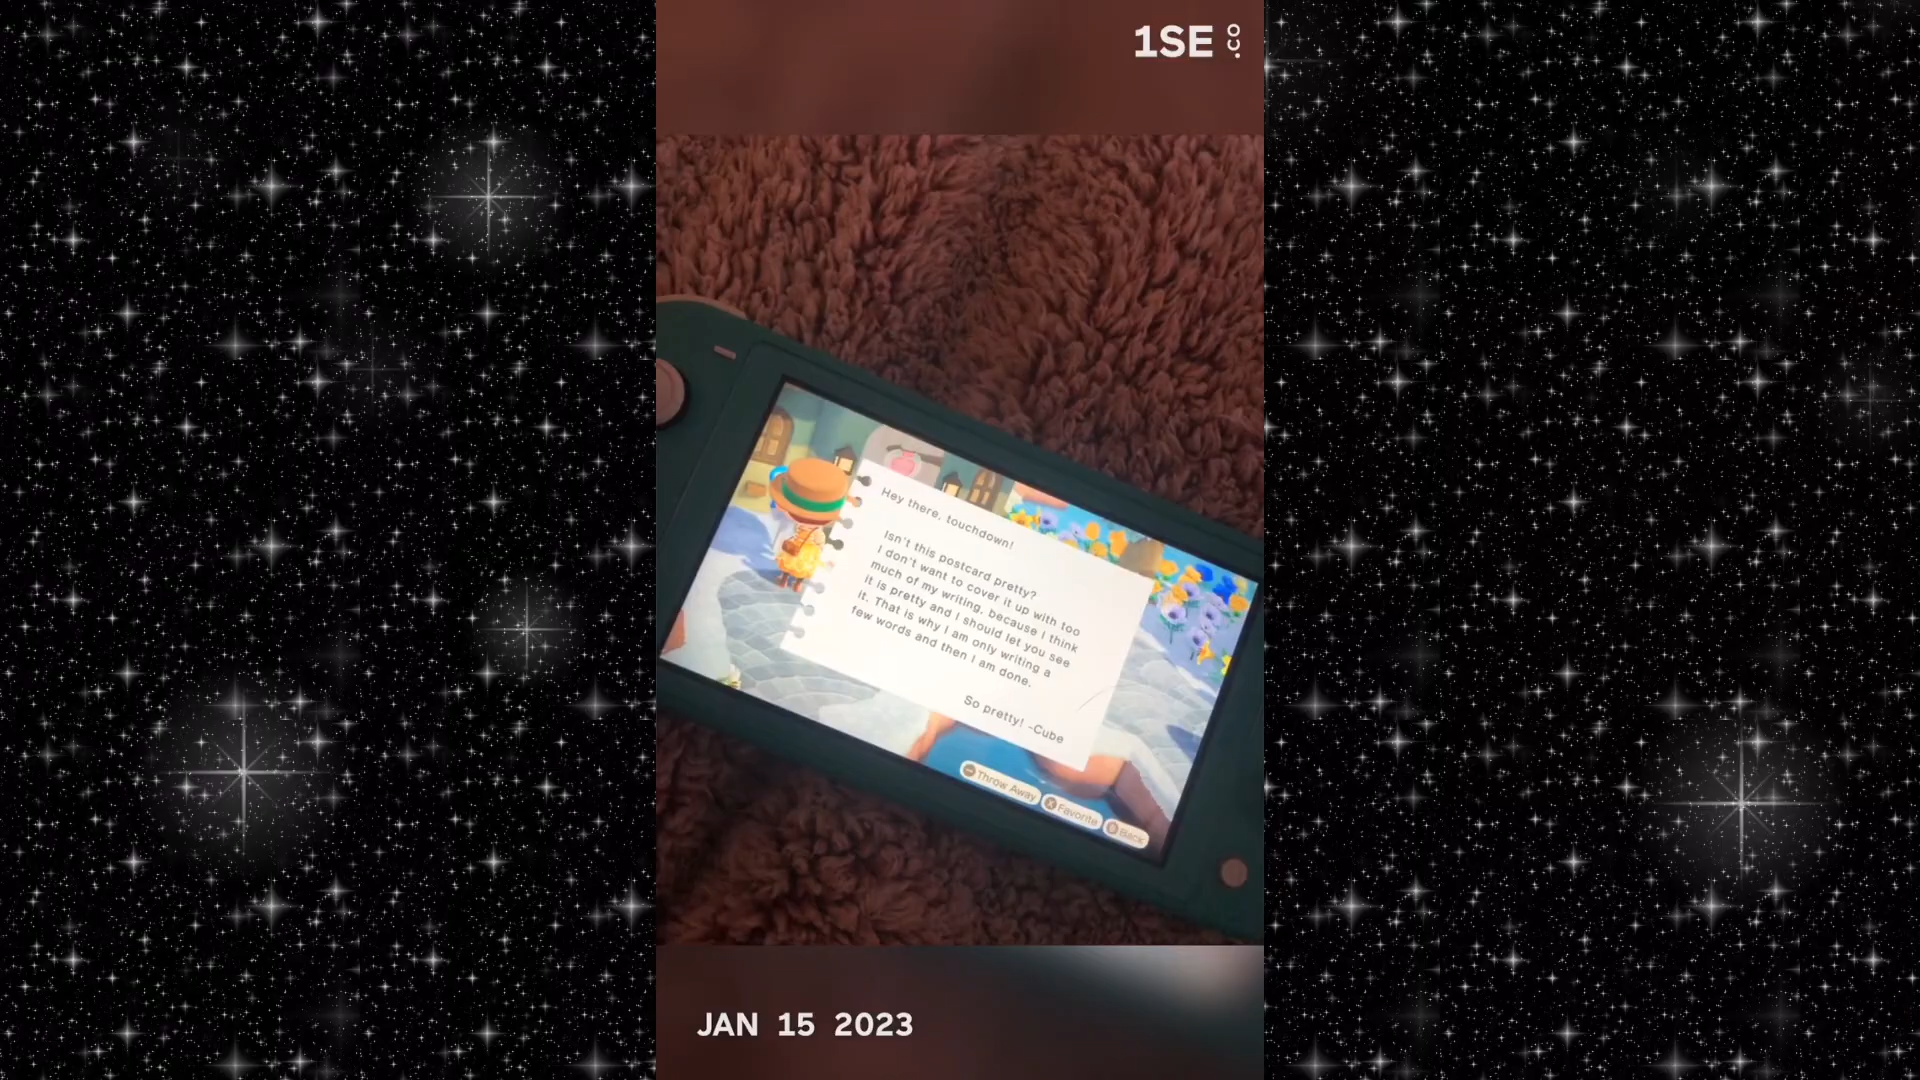 1SE .CO
Hey there, touchdown!
Isn't this postcard pretty?
I don't want to cover it up with too
much of my writing, because I think
it is pretty and I should let you see
it. That is why I am only writing a
few words and then I am done.
So pretty! -Cube
Throw Away
X Favorite
B Back
JAN 15 2023